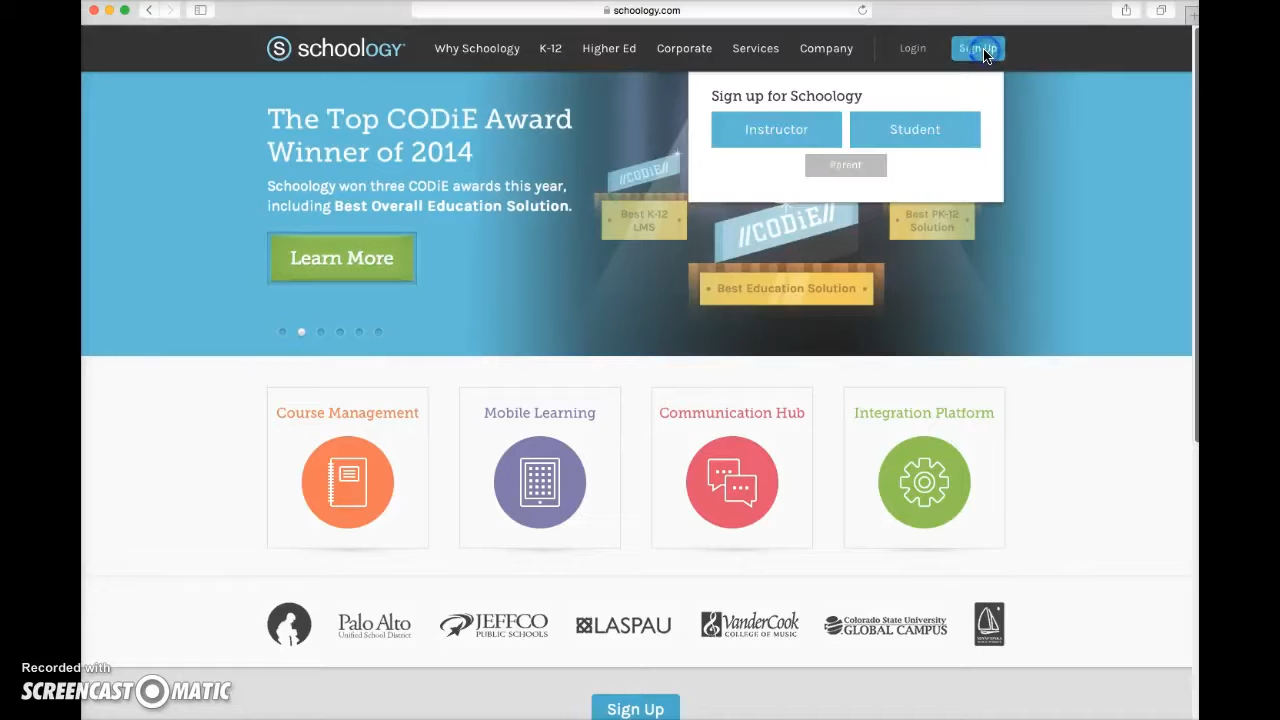 schoology.com
schoology
Why Schoology K-12 Higher Ed Corporate Services Company Login Sign Up
Sign up for Schoology
Instructor Student
Parent
The Top CODiE Award
Winner of 2014
Schoology won three CODiE awards this year,
including Best Overall Education Solution.
Learn More
//CODiE//
Best K-12
LMS
//CODiE//
Best PK-12
Solution
Best Education Solution
Course Management Mobile Learning Communication Hub Integration Platform
Palo Alto
Unified School District
JEFFCO
PUBLIC SCHOOLS
LASPAU
VanderCook
COLLEGE OF MUSIC
Colorado State University
GLOBAL CAMPUS
Recorded with
SCREENCAST MATIC
Sign Up